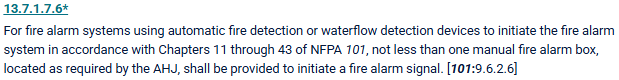 13.7.1.7.6*
For fire alarm systems using automatic fire detection or waterflow detection devices to initiate the fire alarm
system in accordance with Chapters 11 through 43 of NFPA 101, not less than one manual fire alarm box,
located as required by the AHJ, shall be provided to initiate a fire alarm signal. [101:9.6.2.6]